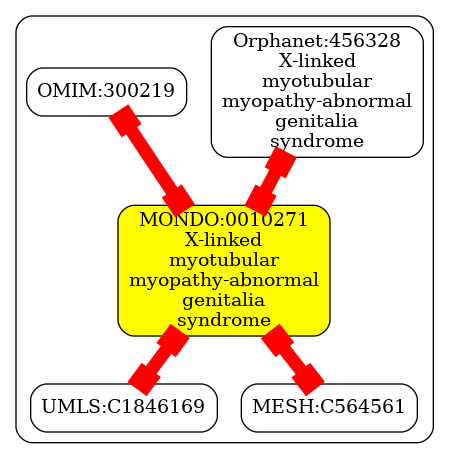 OMIM:300219
Orphanet:456328
X-linked
myotubular
myopathy-abnormal
genitalia
syndrome
MONDO:0010271
X-linked
myotubular
myopathy-abnormal
genitalia
syndrome
UMLS:C1846169
MESH:C564561